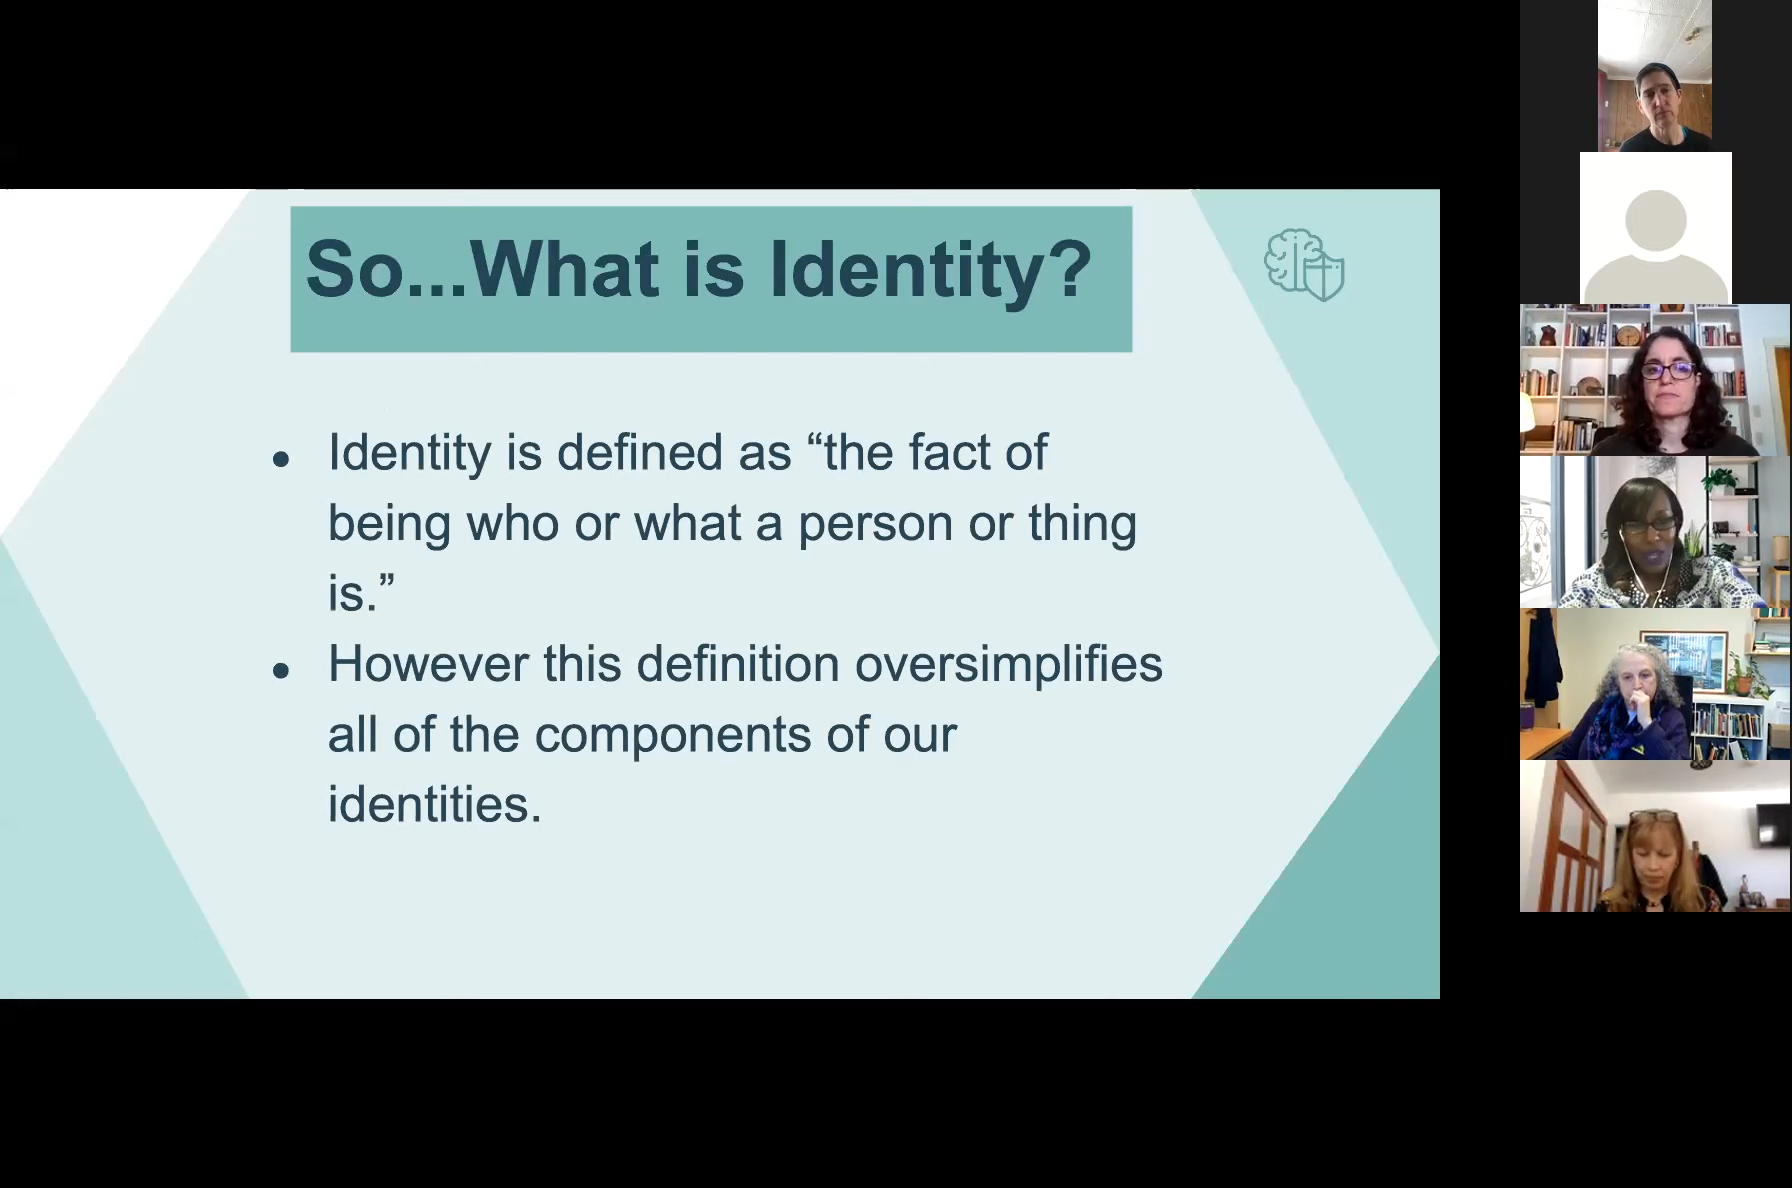 So...What is Identity?
● Identity is defined as “the fact of
being who or what a person or thing
is.”
● However this definition oversimplifies
all of the components of our
identities.